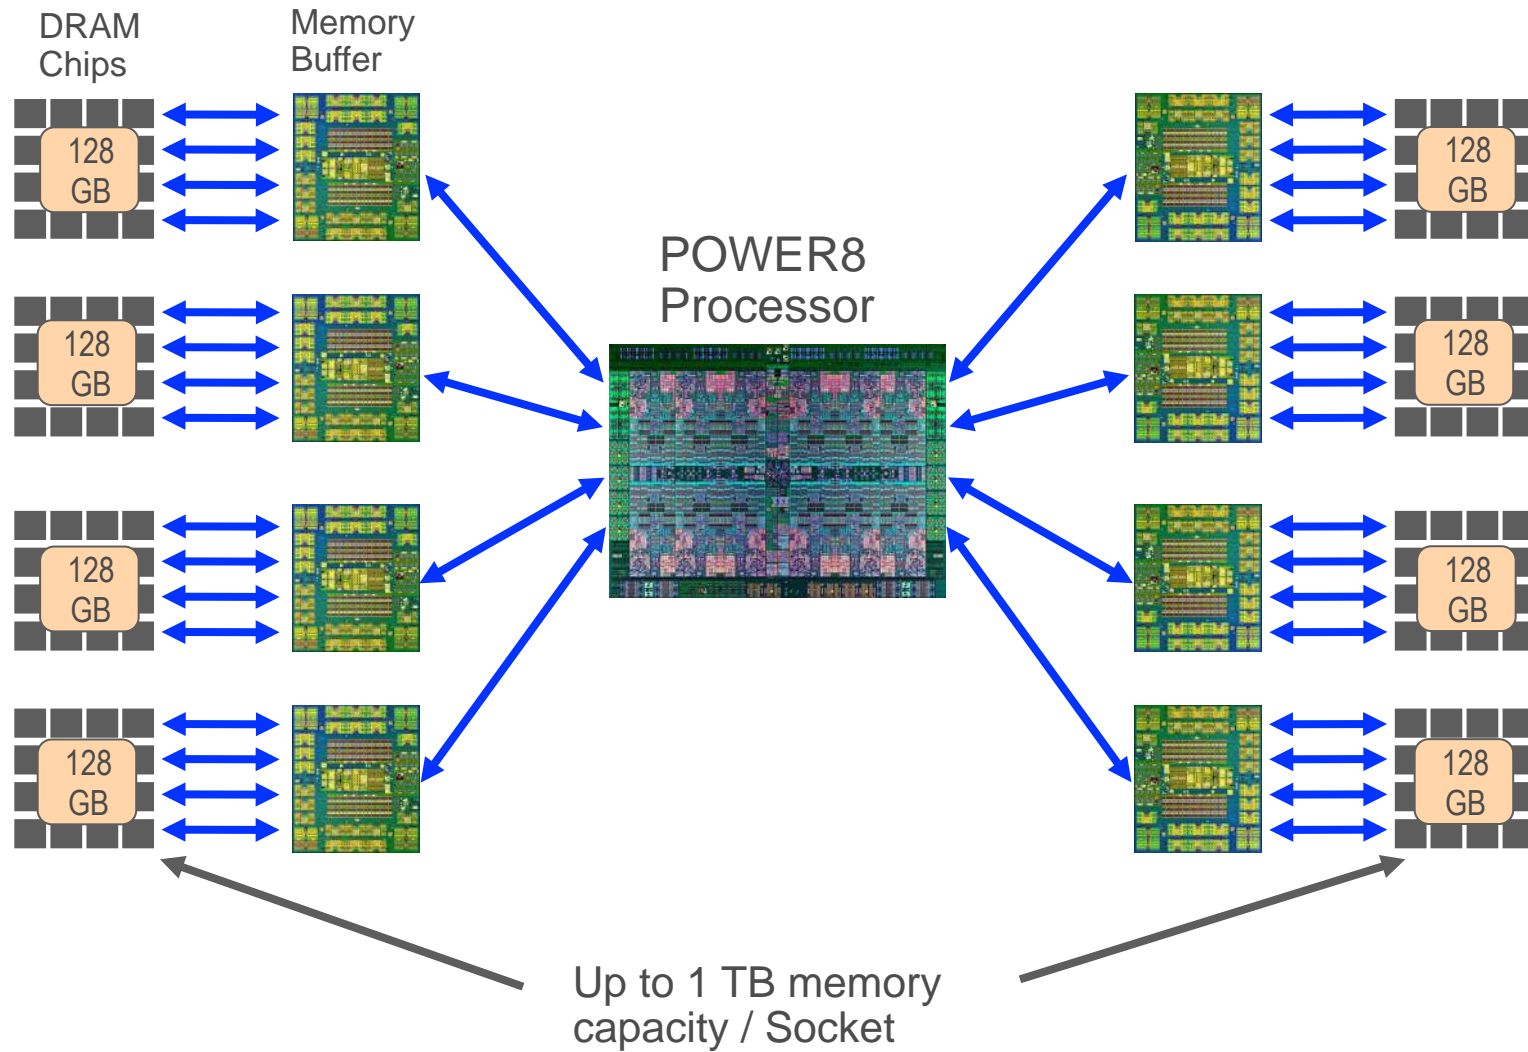 DRAM
Chips
Memory
Buffer
128
GB
128
GB
128
GB
128
GB
POWER8
Processor
128
GB
128
GB
128
GB
128
GB
Up to 1 TB memory
capacity / Socket